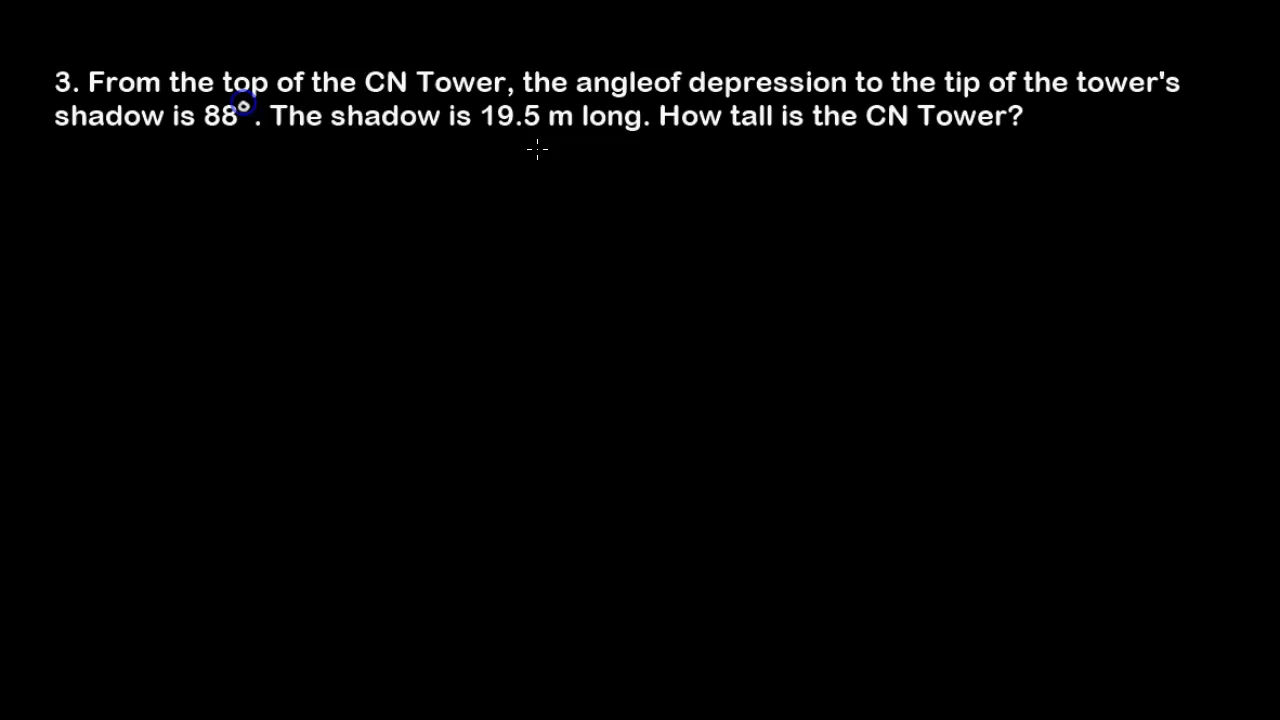 3. From the top of the CN Tower, the angleof depression to the tip of the tower's
shadow is 88°. The shadow is 19.5 m long. How tall is the CN Tower?